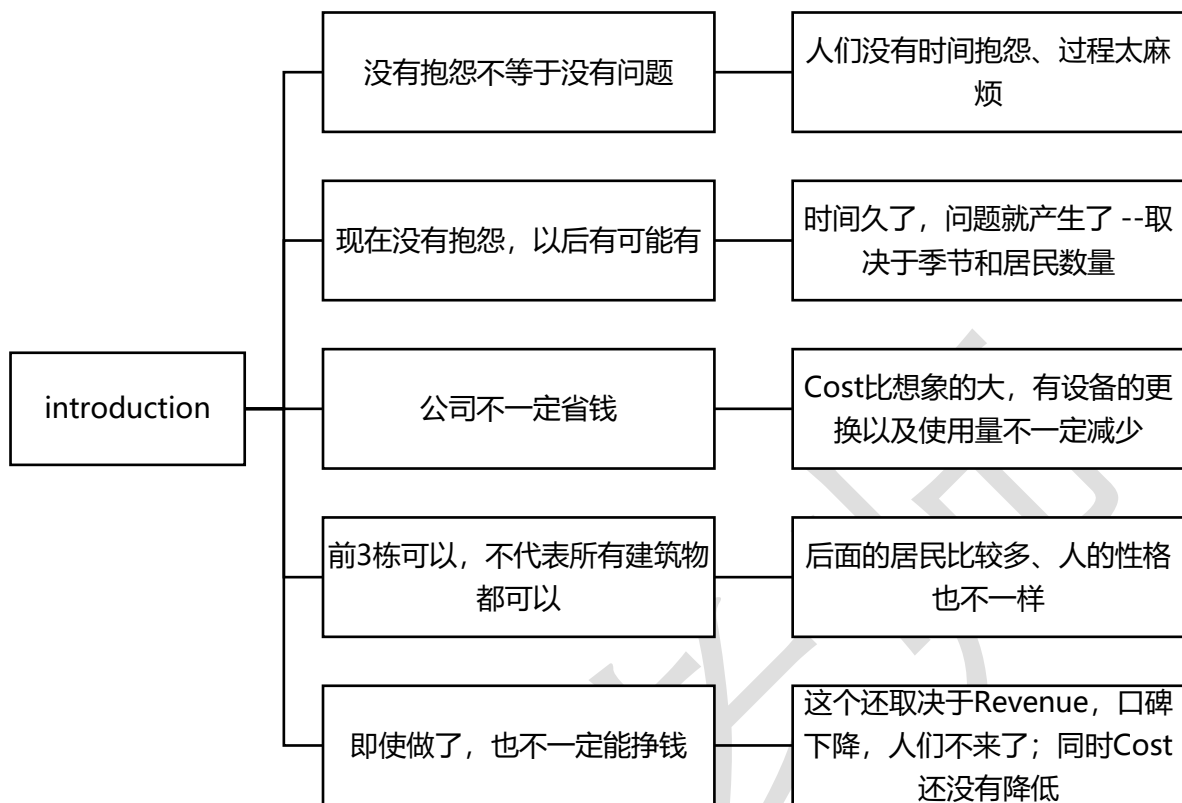 没有抱怨不等于没有问题
人们没有时间抱怨、过程太麻
烦
现在没有抱怨，以后有可能有
时间久了，问题就产生了 --取
决于季节和居民数量
introduction
公司不一定省钱
Cost比想象的大，有设备的更
换以及使用量不一定减少
前3栋可以，不代表所有建筑物
都可以
后面的居民比较多、人的性格
也不一样
即使做了，也不一定能挣钱
这个还取决于Revenue，口碑
下降，人们不来了；同时Cost
还没有降低